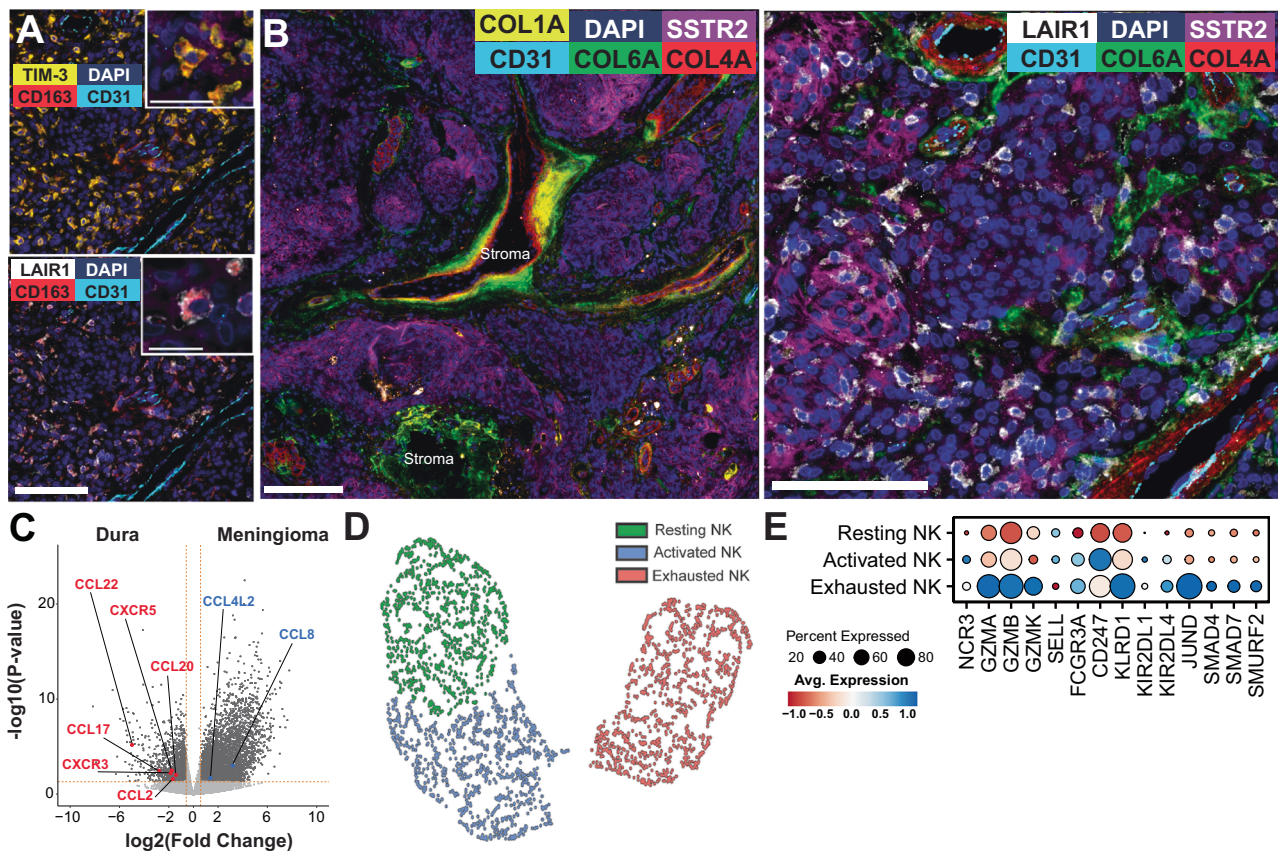 A
TIM-3 DAPI
CD163 CD31
LAIR1 DAPI
CD163 CD31
B
COL1A DAPI SSTR2
CD31 COL6A COL4A
Stroma
Stroma
LAIR1 DAPI SSTR2
CD31 COL6A COL4A
C
Dura Meningioma
CCL22
CXCR5
CCL20
CCL17
CXCR3
CCL2
CCL4L2
CCL8
-log10(P-value)
20
10
0
−10 −6 −2 2 6 10
log2(Fold Change)
D
Resting NK
Activated NK
Exhausted NK
E
Resting NK
Activated NK
Exhausted NK
Percent Expressed
20 40 60 80
Avg. Expression
-1.0 -0.5 0.0 0.5 1.0
NCR3
GZMA
GZMB
GZMK
SELL
FCGR3A
CD247
KLRD1
KIR2DL1
KIR2DL4
JUND
SMAD4
SMAD7
SMURF2